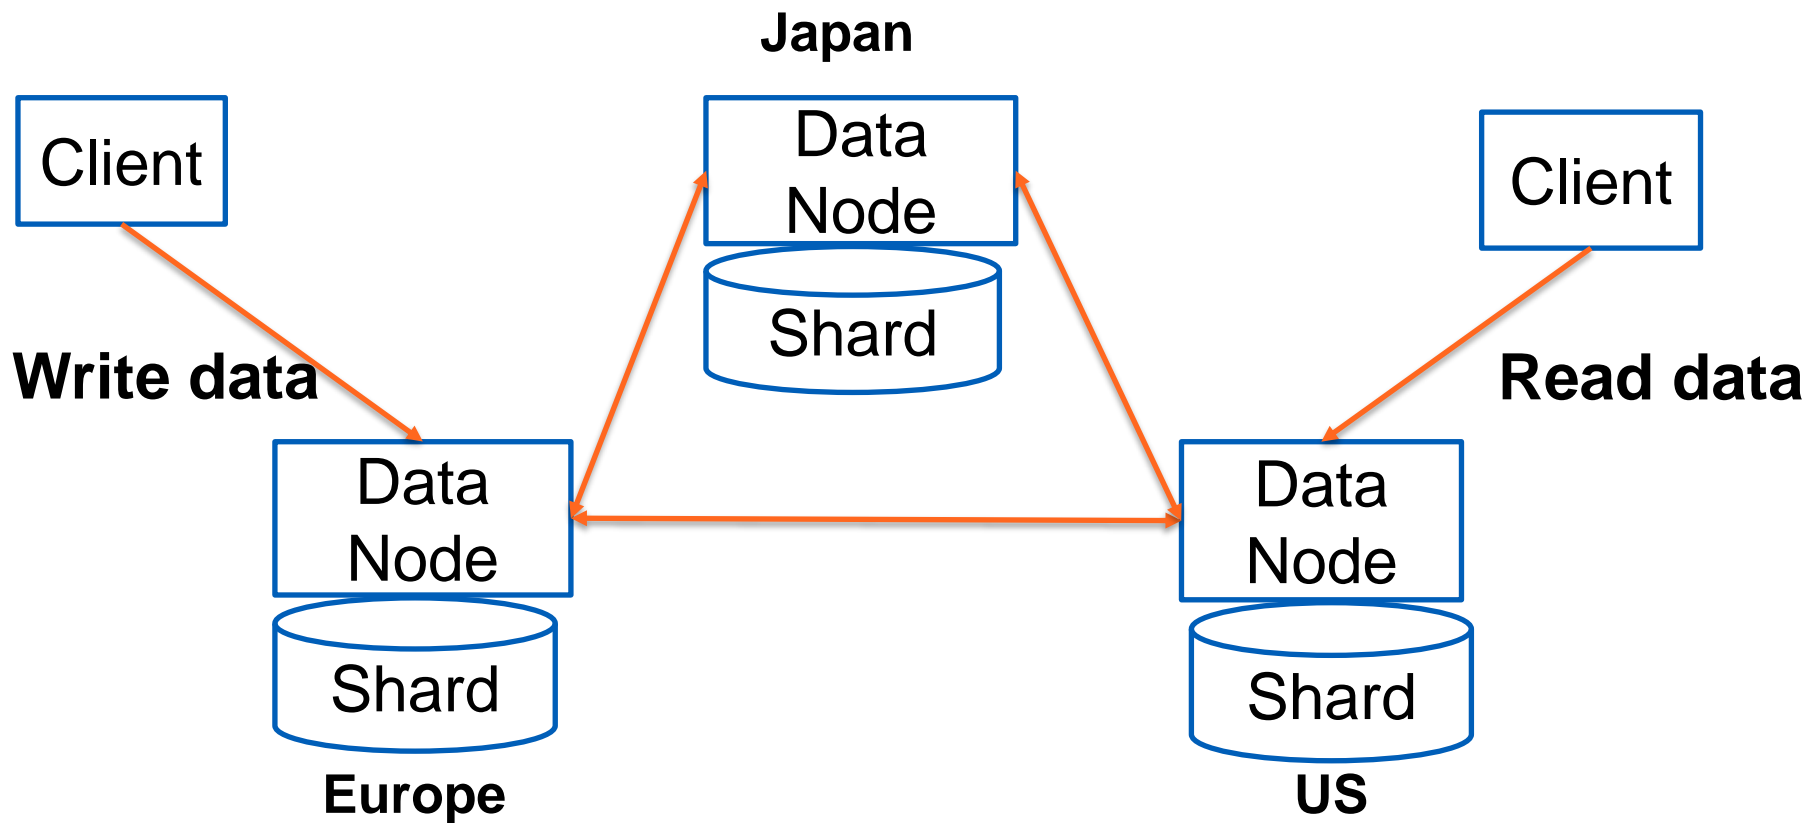 Japan
Client
Data
Node
Shard
Client
Write data
Read data
Data
Node
Shard
Europe
Data
Node
Shard
US